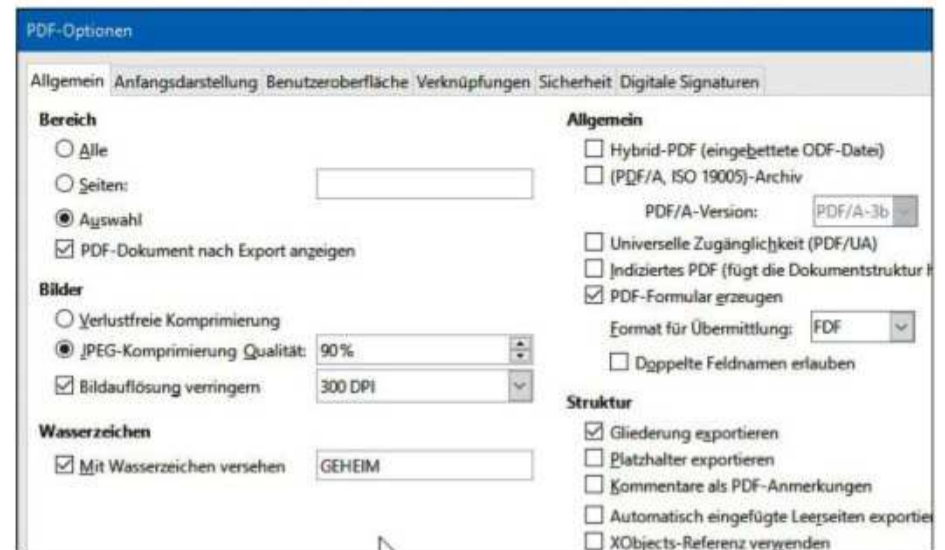 PDF-Optionen
Allgemein Anfangsdarstellung Benutzeroberfläche Verknüpfungen Sicherheit Digitale Signaturen
Bereich
Alle
Seiten:
Auswahl
PDF-Dokument nach Export anzeigen
Bilder
Verlustfreie Komprimierung
JPEG-Komprimierung Qualität: 90%
Bildauflösung verringern 300 DPI
Wasserzeichen
Mit Wasserzeichen versehen GEHEIM
Allgemein
Hybrid-PDF (eingebettete ODF-Datei)
(PDF/A, ISO 19005)-Archiv
PDF/A-Version: PDF/A-3b
Universelle Zugänglichkeit (PDF/UA)
Indiziertes PDF (fügt die Dokumentstruktur
PDF-Formular erzeugen
Format für Übermittlung: FDF
Doppelte Feldnamen erlauben
Struktur
Gliederung exportieren
Platzhalter exportieren
Kommentare als PDF-Anmerkungen
Automatisch eingefügte Leerseiten exportie
XObjects-Referenz verwenden